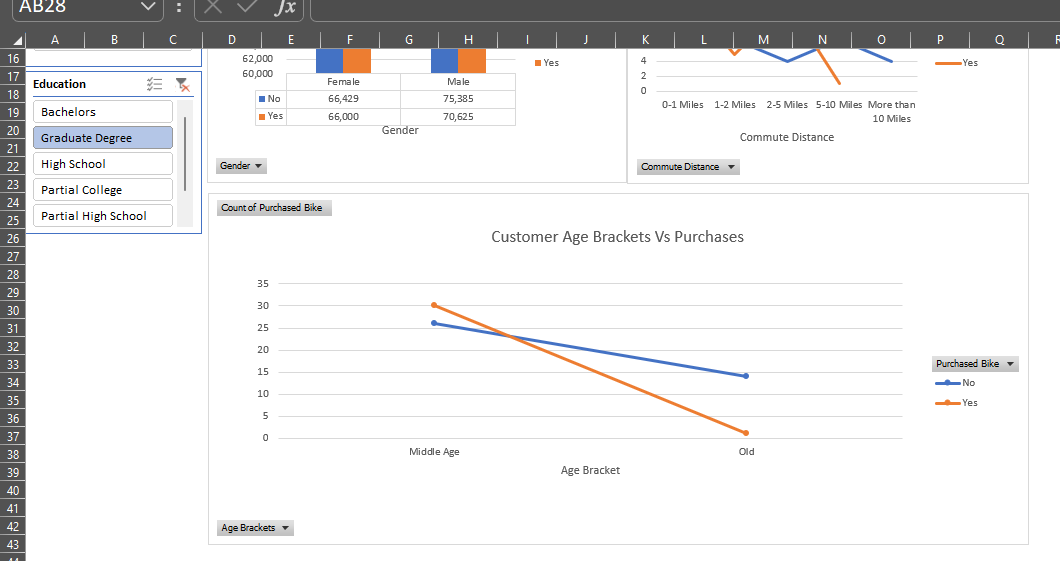 AB28
fx
A B C D E F G H I J K L M N O P Q R
16
17
18
19
20
21
22
23
24
25
26
27
28
29
30
31
32
33
34
35
36
37
38
39
40
41
42
43
Education
Bachelors
Graduate Degree
High School
Partial College
Partial High School
62,000
60,000
Female Male
No 66,429 75,385
Yes 66,000 70,625
Gender
Yes
Gender
4
2
0
0-1 Miles 1-2 Miles 2-5 Miles 5-10 Miles More than
10 Miles
Commute Distance
Yes
Commute Distance
Count of Purchased Bike
Customer Age Brackets Vs Purchases
35
30
25
20
15
10
5
0
Middle Age Old
Age Bracket
Purchased Bike
No
Yes
Age Brackets